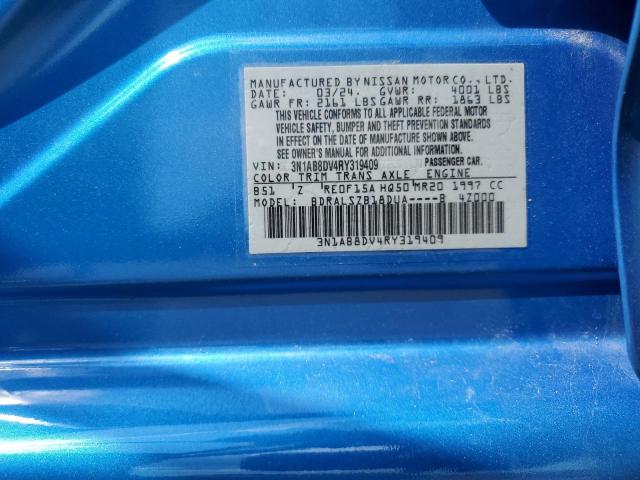 MANUFACTURED BY NISSAN MOTOR CO., LTD.
DATE: 03/24. GVWR: 4001 LBS
GAWR FR: 2161 LBS GAWR RR: 1863 LBS
THIS VEHICLE CONFORMS TO ALL APPLICABLE FEDERAL MOTOR
VEHICLE SAFETY, BUMPER AND THEFT PREVENTION STANDARDS
IN EFFECT ON THE DATE OF MANUFACTURE SHOWN ABOVE.
SEE OWNER'S MANUAL FOR ADDITIONAL INFORMATION.
VIN: 3N1AB8DV4RY319409 PASSENGER CAR.
COLOR TRIM TRANS AXLE ENGINE
B51 'Z RE0F15A HQ50 MR20 1997 CC
MODEL: BDRALSZB18DUA----B 4Z000
3N1AB8DV4RY319409